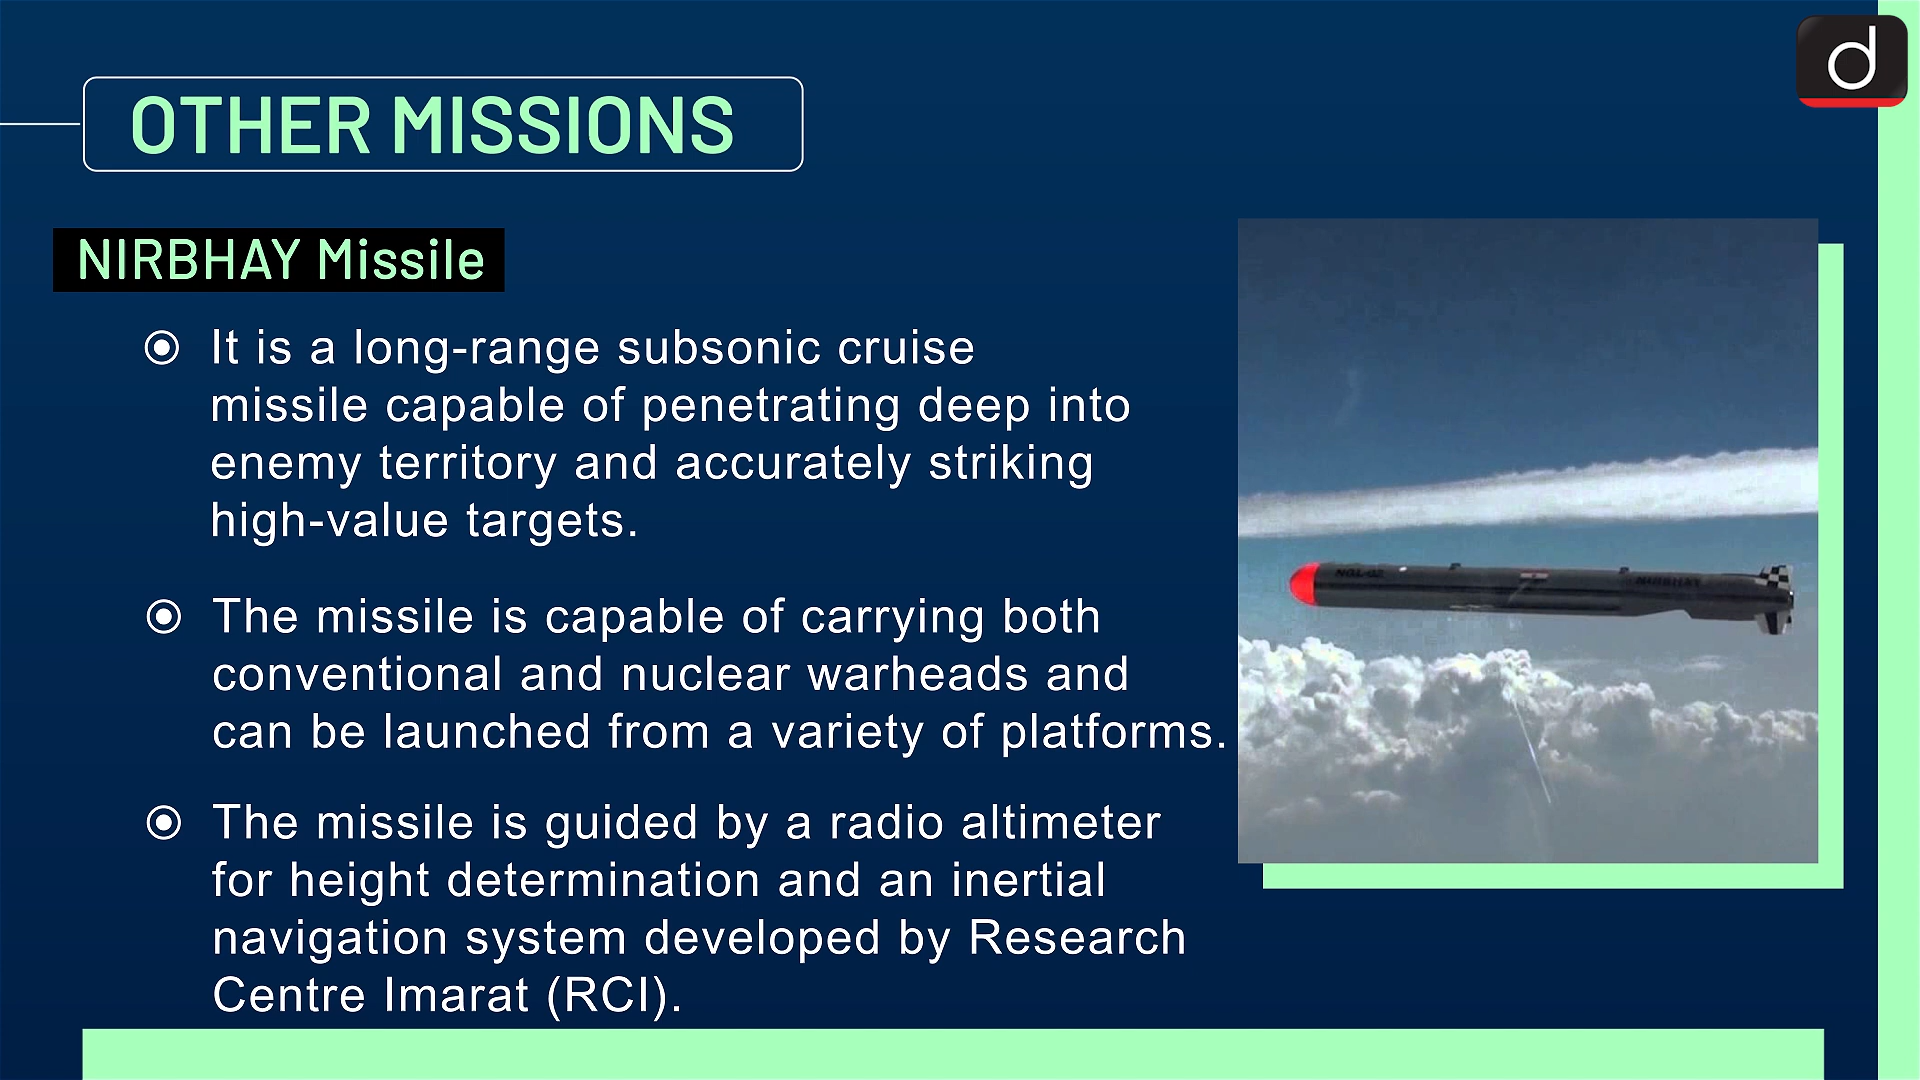 d
OTHER MISSIONS
NIRBHAY Missile
It is a long-range subsonic cruise
missile capable of penetrating deep into
enemy territory and accurately striking
high-value targets.
The missile is capable of carrying both
conventional and nuclear warheads and
can be launched from a variety of platforms.
The missile is guided by a radio altimeter
for height determination and an inertial
navigation system developed by Research
Centre Imarat (RCI).
NGL-02
NIRBHAY